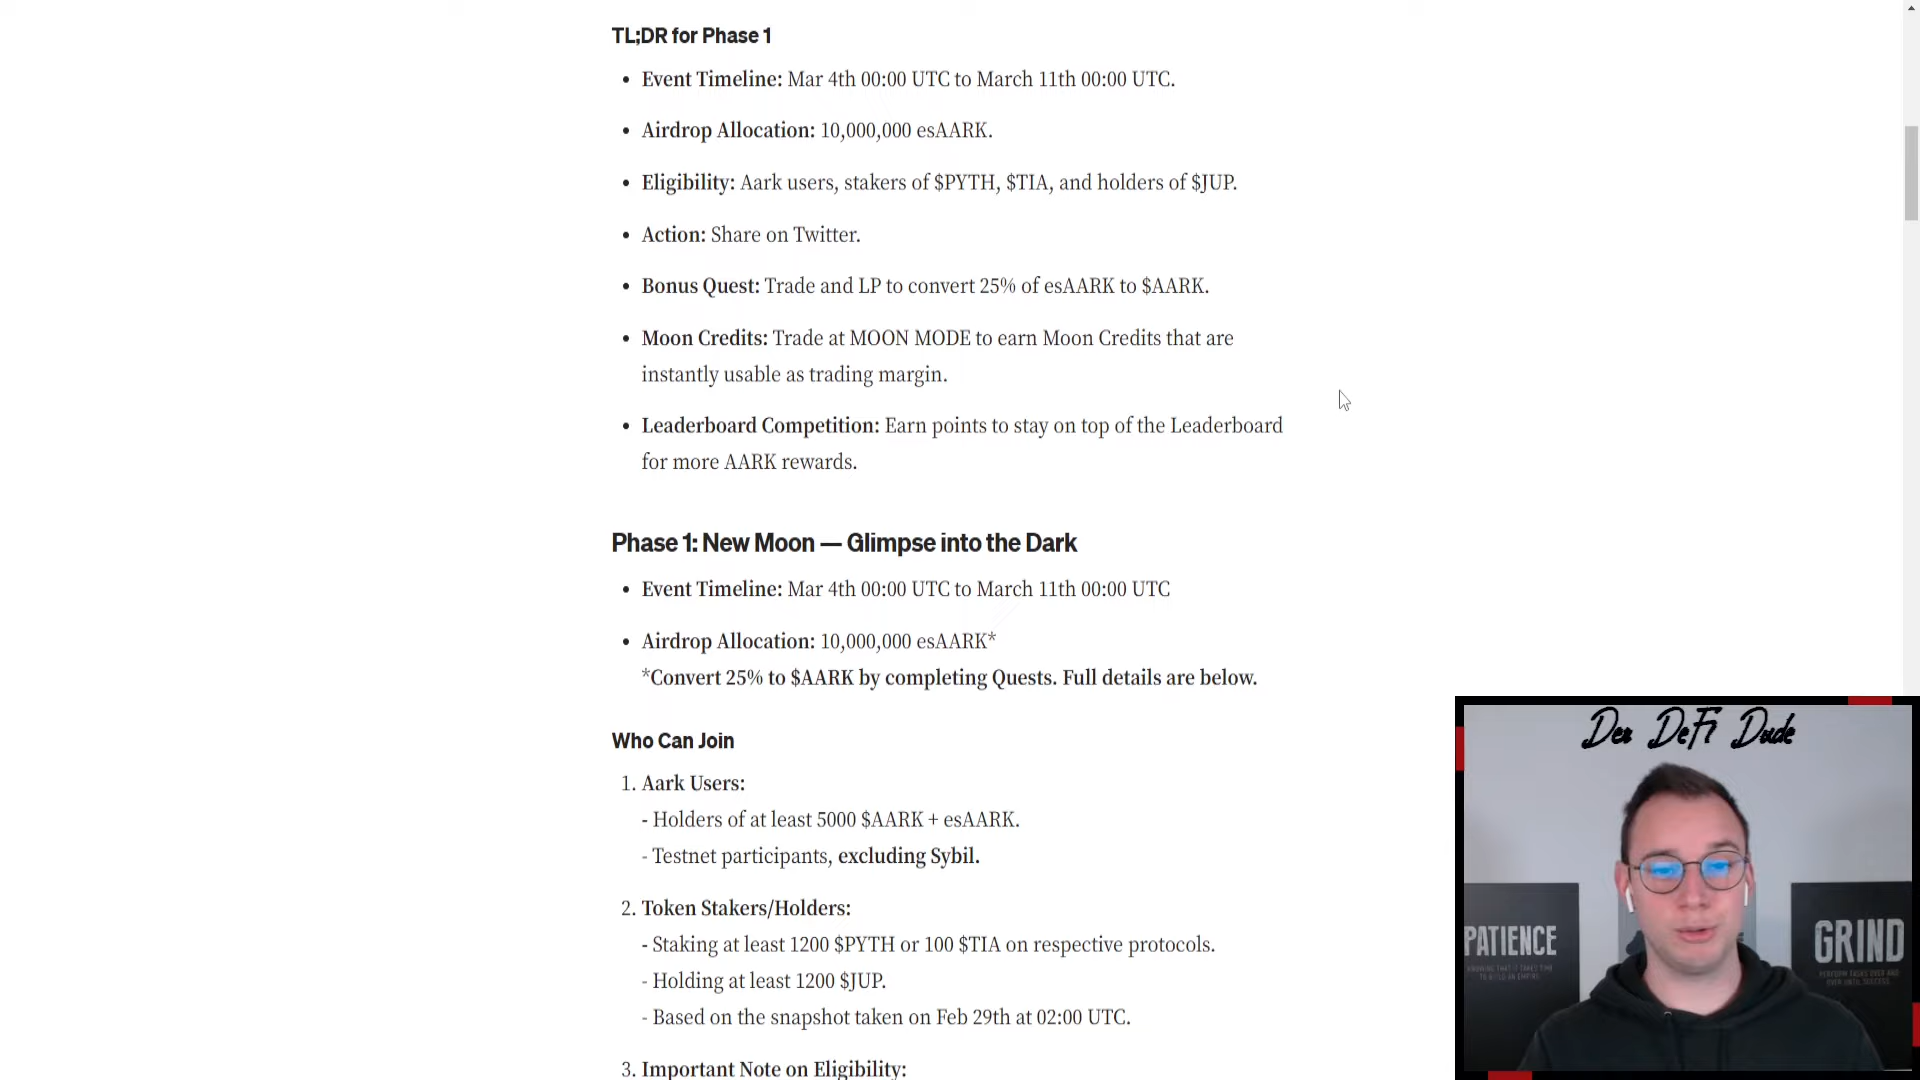 TL;DR for Phase 1
• Event Timeline: Mar 4th 00:00 UTC to March 11th 00:00 UTC.
• Airdrop Allocation: 10,000,000 esAARK.
• Eligibility: Aark users, stakers of $PYTH, $TIA, and holders of $JUP.
• Action: Share on Twitter.
• Bonus Quest: Trade and LP to convert 25% of esAARK to $AARK.
• Moon Credits: Trade at MOON MODE to earn Moon Credits that are
instantly usable as trading margin.
• Leaderboard Competition: Earn points to stay on top of the Leaderboard
for more AARK rewards.
Phase 1: New Moon — Glimpse into the Dark
• Event Timeline: Mar 4th 00:00 UTC to March 11th 00:00 UTC
• Airdrop Allocation: 10,000,000 esAARK*
*Convert 25% to $AARK by completing Quests. Full details are below.
Who Can Join
1. Aark Users:
- Holders of at least 5000 $AARK + esAARK.
- Testnet participants, excluding Sybil.
2. Token Stakers/Holders:
- Staking at least 1200 $PYTH or 100 $TIA on respective protocols.
- Holding at least 1200 $JUP.
- Based on the snapshot taken on Feb 29th at 02:00 UTC.
3. Important Note on Eligibility:
Der DeFi Dude
PATIENCE
GRIND